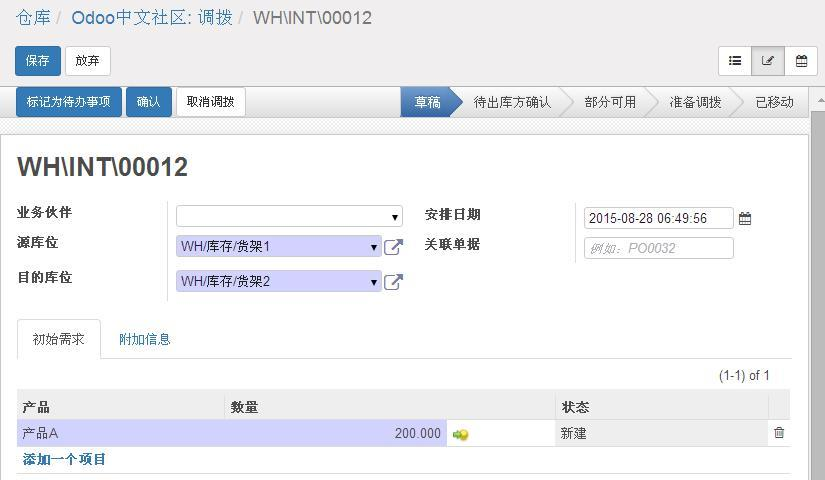 仓库 / Odoo中文社区: 调拨 / WH\INT\00012
保存 放弃
标记为待办事项 确认 取消调拨 草稿 待出库方确认 部分可用 准备调拨 已移动
WH\INT\00012
业务伙伴 安排日期 2015-08-28 06:49:56
源库位 WH/库存/货架1 关联单据 例如: PO0032
目的库位 WH/库存/货架2
初始需求 附加信息
(1-1) of 1
产品 数量 状态
产品A 200.000 新建
添加一个项目